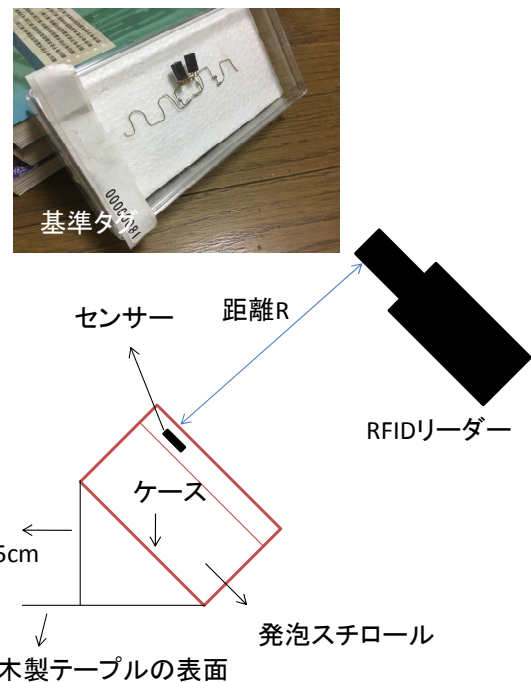 00000081
基準タグ
センサー
距離R
RFIDリーダー
ケース
5cm
発泡スチロール
木製テーブルの表面